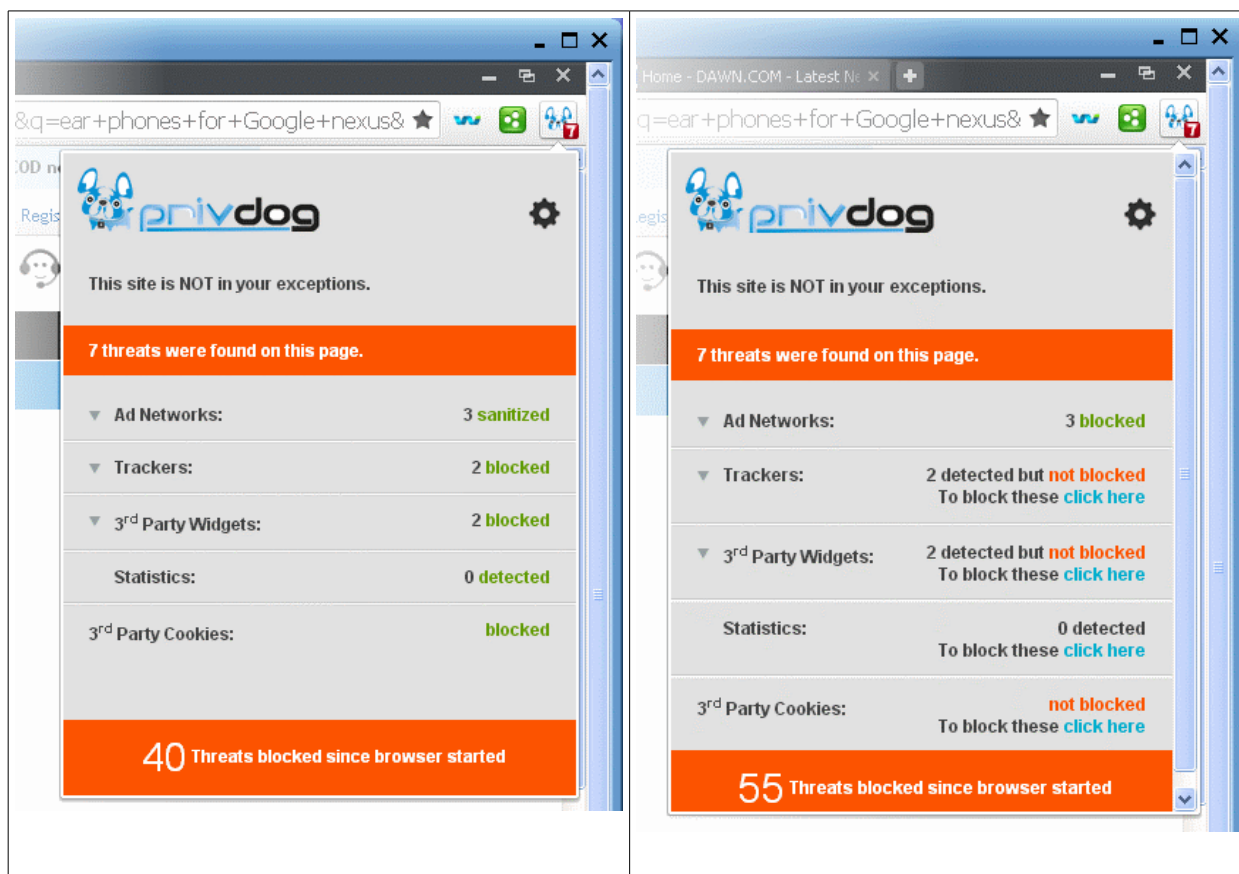 &q=ear+phones+for+Google+nexus&
7
COD
Regis
privdog
This site is NOT in your exceptions.
7 threats were found on this page.
Ad Networks: 3 sanitized
Trackers: 2 blocked
3rd Party Widgets: 2 blocked
Statistics: 0 detected
3rd Party Cookies: blocked
40 Threats blocked since browser started
Home - DAWN.COM - Latest Ne
q=ear+phones+for+Google+nexus&
7
egis
privdog
This site is NOT in your exceptions.
7 threats were found on this page.
Ad Networks: 3 blocked
Trackers: 2 detected but not blocked
To block these click here
3rd Party Widgets: 2 detected but not blocked
To block these click here
Statistics: 0 detected
To block these click here
3rd Party Cookies: not blocked
To block these click here
55 Threats blocked since browser started